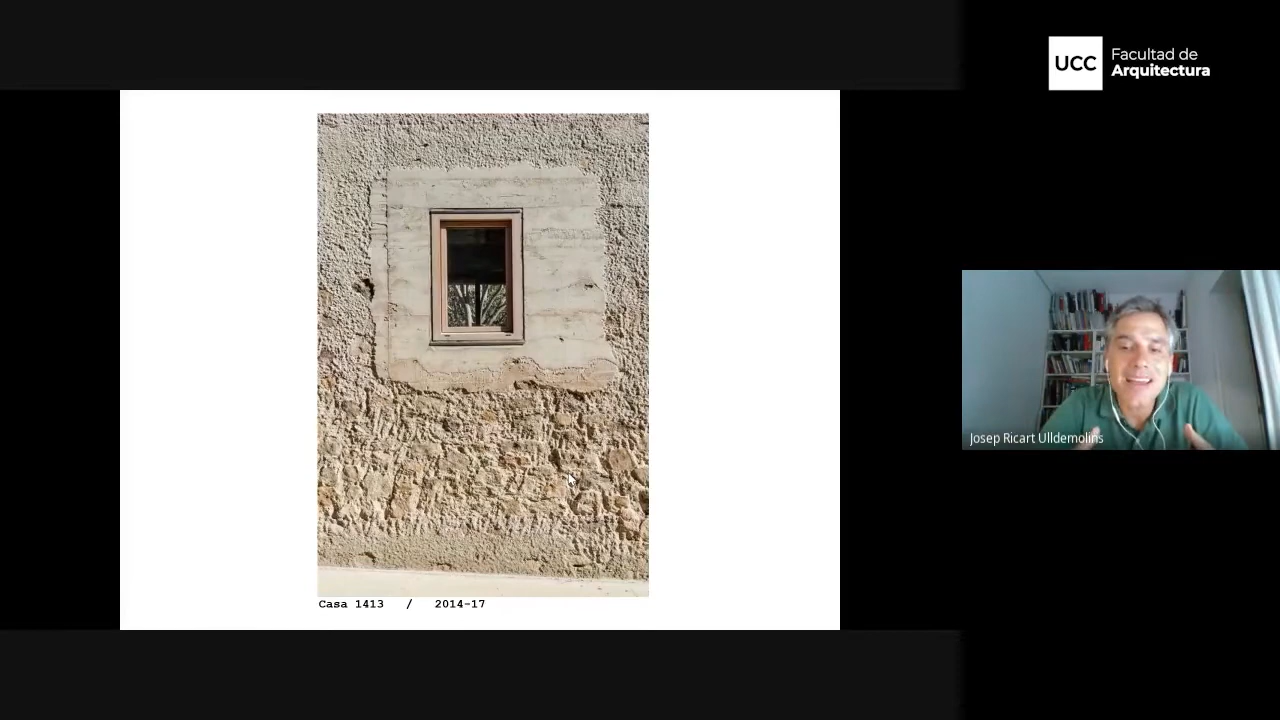 UCC
Facultad de
Arquitectura
Josep Ricart Ulldemolins
Casa 1413 / 2014-17